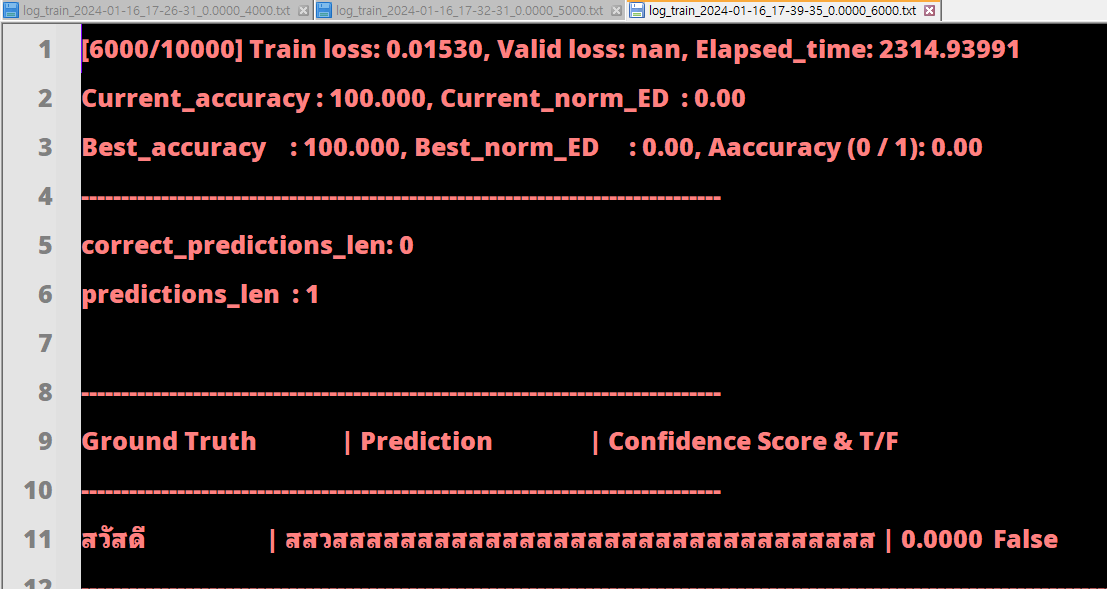 log_train_2024-01-16_17-26-31_0.0000_4000.txt log_train_2024-01-16_17-32-31_0.0000_5000.txt log_train_2024-01-16_17-39-35_0.0000_6000.txt
1 [6000/10000] Train loss: 0.01530, Valid loss: nan, Elapsed_time: 2314.93991
2 Current_accuracy : 100.000, Current_norm_ED : 0.00
3 Best_accuracy : 100.000, Best_norm_ED : 0.00, Aaccuracy (0 / 1): 0.00
4 --------------------------------------------------------------------------------
5 correct_predictions_len: 0
6 predictions_len : 1
7
8 --------------------------------------------------------------------------------
9 Ground Truth | Prediction | Confidence Score & T/F
10 --------------------------------------------------------------------------------
11 สวัสดี | สสวสสสสสสสสสสสสสสสสสสสสสสสสสสสสสสสส | 0.0000 False
12